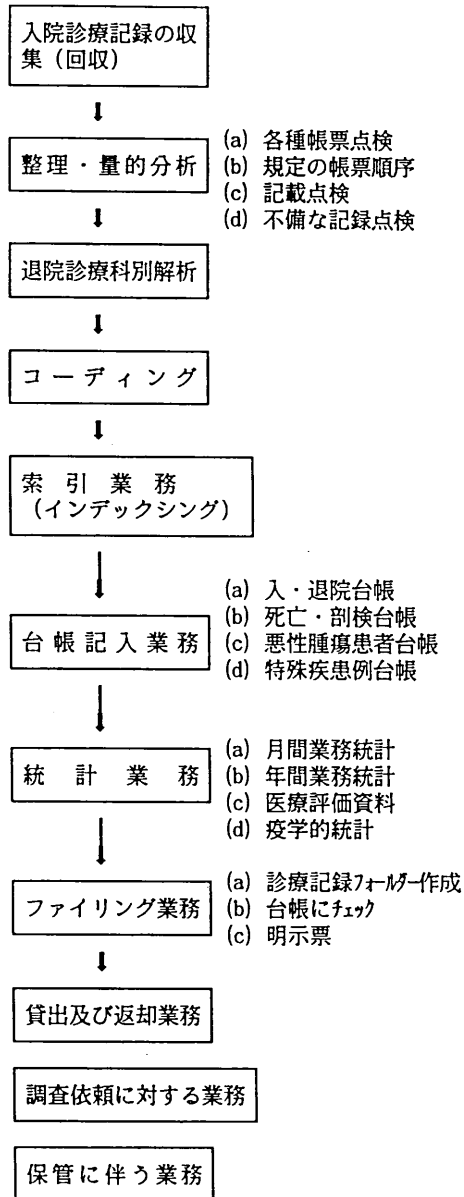 入院診療記録の収
集（回収）
整理・量的分析
(a) 各種帳票点検
(b) 規定の帳票順序
(c) 記載点検
(d) 不備な記録点検
退院診療科別解析
コーディング
索引業務
（インデックシング）
台帳記入業務
(a) 入・退院台帳
(b) 死亡・剖検台帳
(c) 悪性腫瘍患者台帳
(d) 特殊疾患例台帳
統計業務
(a) 月間業務統計
(b) 年間業務統計
(c) 医療評価資料
(d) 疫学的統計
ファイリング業務
(a) 診療記録フォールダー作成
(b) 台帳にチェック
(c) 明示票
貸出及び返却業務
調査依頼に対する業務
保管に伴う業務